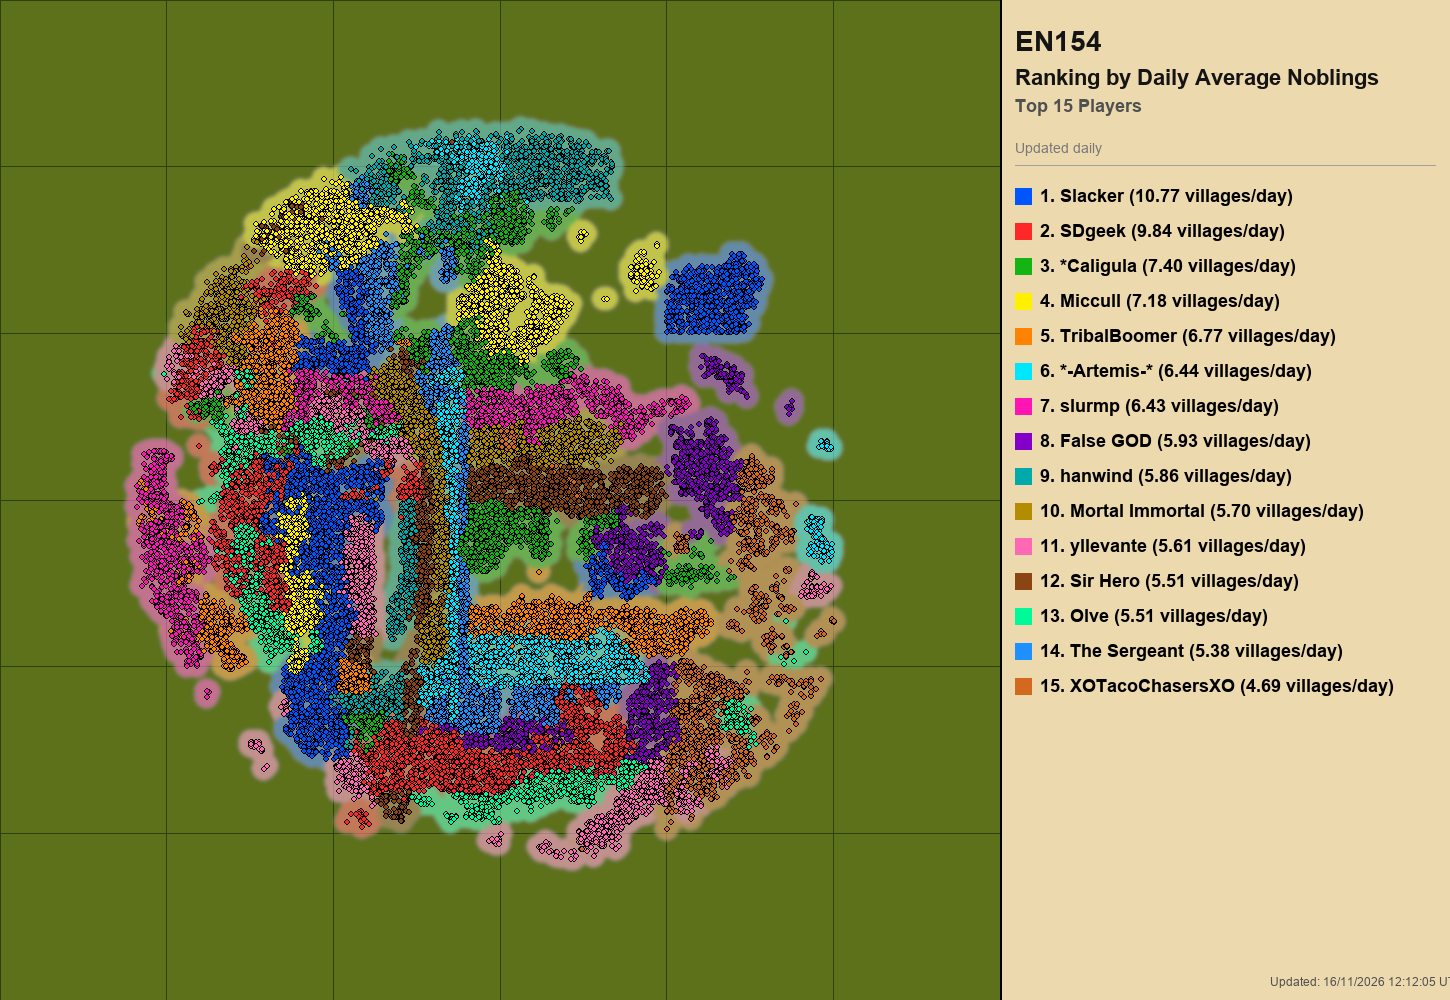 EN154
Ranking by Daily Average Noblings
Top 15 Players
Updated daily
1. Slacker (10.77 villages/day)
2. SDgeek (9.84 villages/day)
3. *Caligula (7.40 villages/day)
4. Miccull (7.18 villages/day)
5. TribalBoomer (6.77 villages/day)
6. *-Artemis-* (6.44 villages/day)
7. slurmp (6.43 villages/day)
8. False GOD (5.93 villages/day)
9. hanwind (5.86 villages/day)
10. Mortal Immortal (5.70 villages/day)
11. yllevante (5.61 villages/day)
12. Sir Hero (5.51 villages/day)
13. Olve (5.51 villages/day)
14. The Sergeant (5.38 villages/day)
15. XOTacoChasersXO (4.69 villages/day)
Updated: 16/11/2026 12:12:05 U